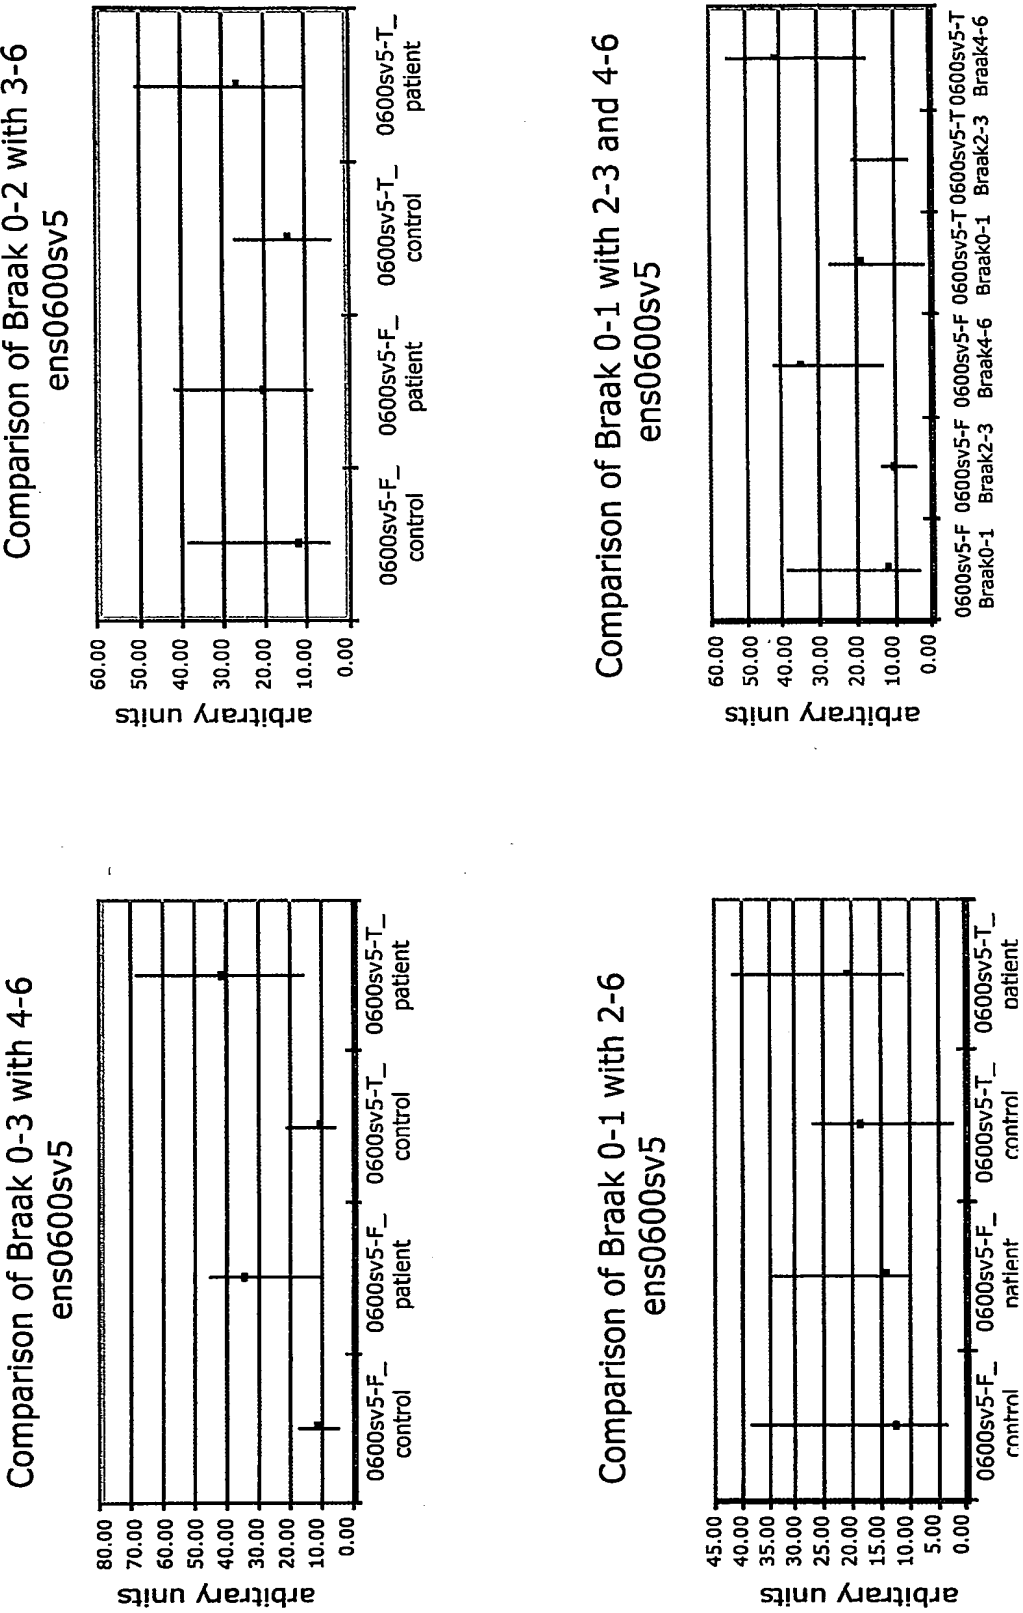 Comparison of Braak 0-3 with 4-6
ens0600sv5
arbitrary units
80.00
70.00
60.00
50.00
40.00
30.00
20.00
10.00
0.00
0600sv5-F_ control
0600sv5-F_ patient
0600sv5-T_ control
0600sv5-T_ patient
Comparison of Braak 0-2 with 3-6
ens0600sv5
arbitrary units
60.00
50.00
40.00
30.00
20.00
10.00
0.00
0600sv5-F_ control
0600sv5-F_ patient
0600sv5-T_ control
0600sv5-T_ patient
Comparison of Braak 0-1 with 2-6
ens0600sv5
arbitrary units
45.00
40.00
35.00
30.00
25.00
20.00
15.00
10.00
5.00
0.00
0600sv5-F_ control
0600sv5-F_ patient
0600sv5-T_ control
0600sv5-T_ patient
Comparison of Braak 0-1 with 2-3 and 4-6
ens0600sv5
arbitrary units
60.00
50.00
40.00
30.00
20.00
10.00
0.00
0600sv5-F 0600sv5-F 0600sv5-F 0600sv5-T 0600sv5-T 0600sv5-T
Braak0-1 Braak2-3 Braak4-6 Braak0-1 Braak2-3 Braak4-6